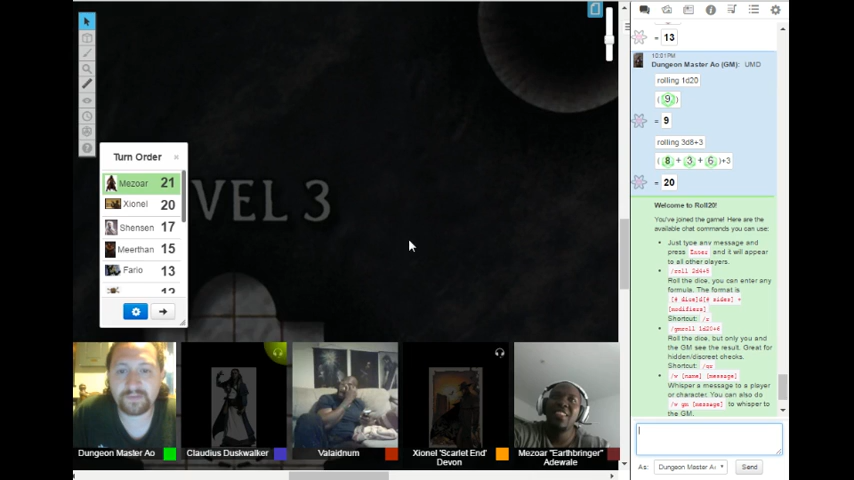 VEL 3
Turn Order ×
Mezoar 21
Xionel 20
Shensen 17
Meerthan 15
Fario 13
12
Dungeon Master Ao
Claudius Duskwalker
Valaidnum
Xionel 'Scarlet End'
Devon
Mezoar "Earthbringer"
Adewale
= 13
10:01PM
Dungeon Master Ao (GM): UMD
rolling 1d20
(9)
= 9
rolling 3d8+3
(8+3+6)+3
= 20
Welcome to Roll20!
You've joined the game! Here are the
available chat commands you can use:
• Just type any message and
press Enter and it will appear
to all other players.
• /roll 2d4+5
Roll the dice, you can enter any
formula. The format is
[# dice]d[# sides] +
[modifiers]
Shortcut: /r
• /gmroll 1d20+6
Roll the dice, but only you and
the GM see the result. Great for
hidden/discreet checks.
Shortcut: /gr
• /w [name] [message]
Whisper a message to a player
or character. You can also do
/w gm [message] to whisper to
the GM.
As: Dungeon Master Ao
Send